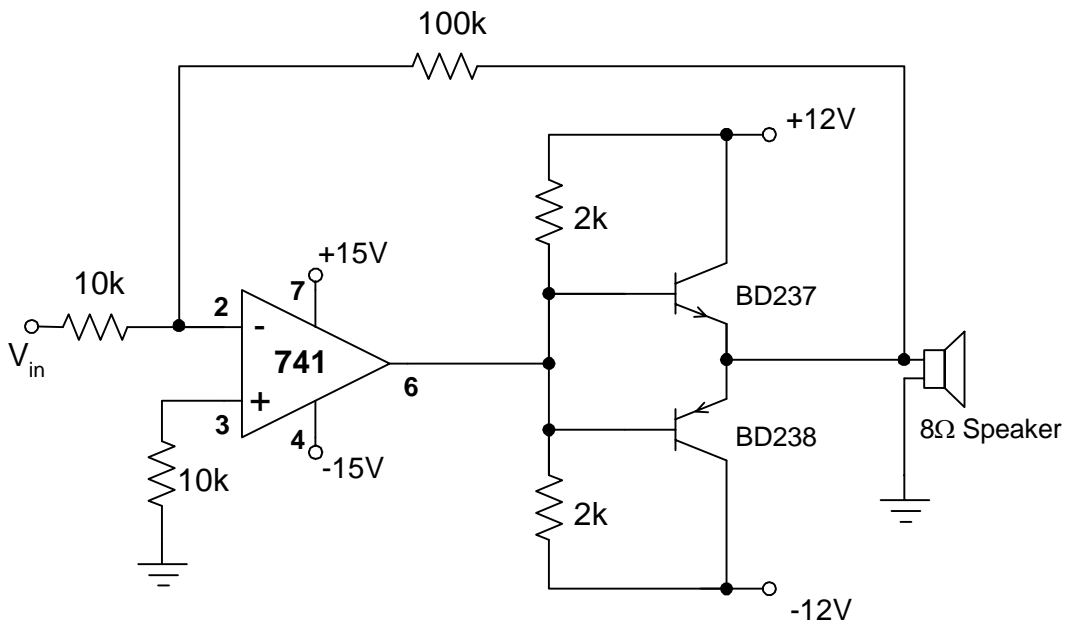 100k
+12V
2k
+15V
10k
7
BD237
2
-
V_in
741
6
+
3
4
BD238
8Ω Speaker
-15V
10k
2k
-12V